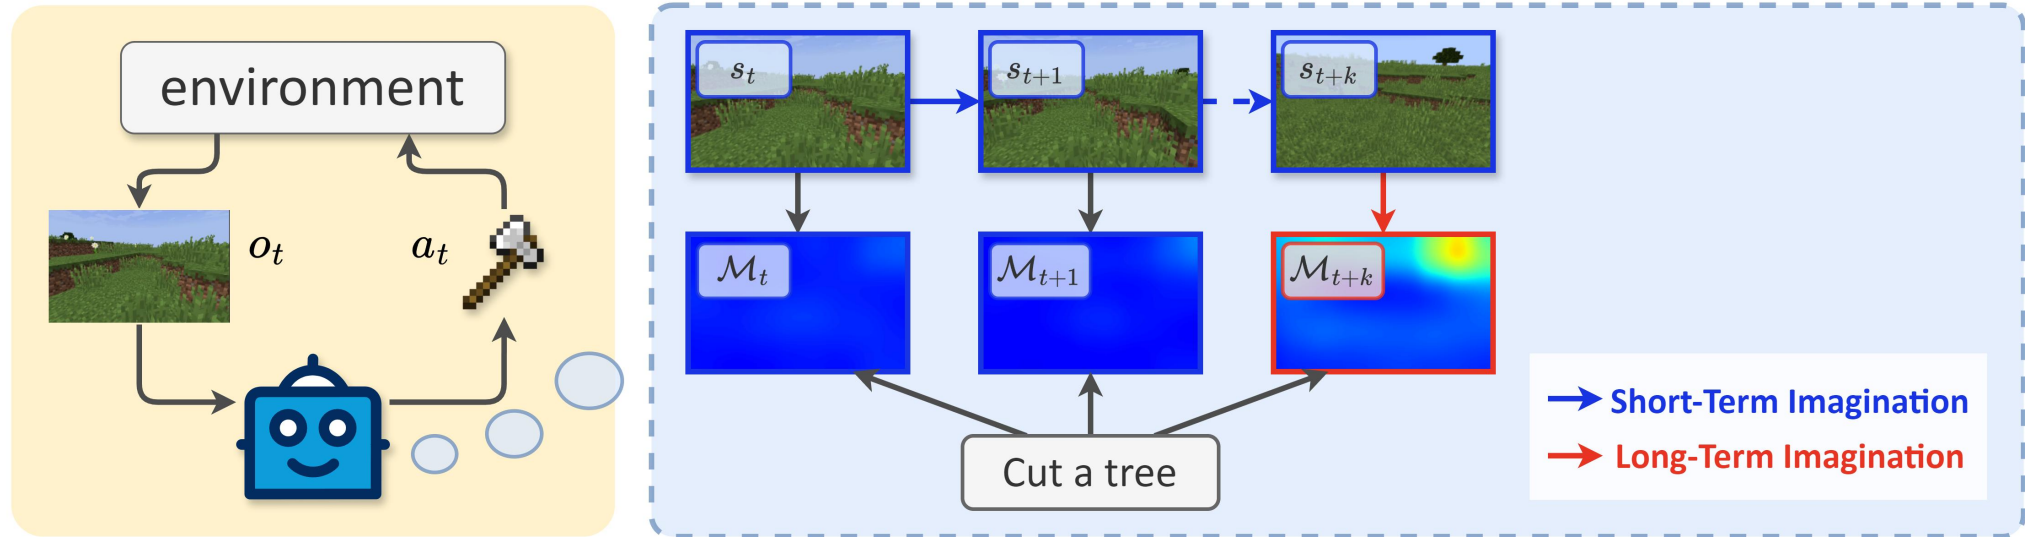 environment
o_t
a_t
s_t
s_{t+1}
s_{t+k}
ℳ_t
ℳ_{t+1}
ℳ_{t+k}
Cut a tree
Short-Term Imagination
Long-Term Imagination